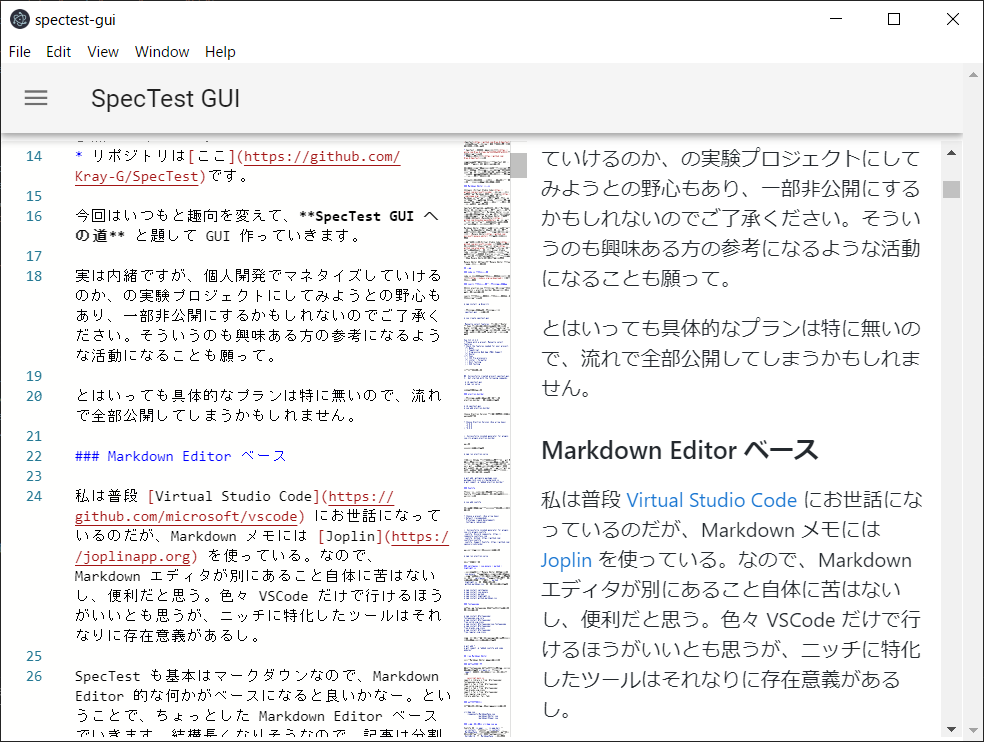 spectest-gui
File Edit View Window Help
SpecTest GUI
14 * リポジトリは[ここ](https://github.com/
Kray-G/SpecTest)です。
15
16 今回はいつもと趣向を変えて、**SpecTest GUI へ
の道** と題して GUI 作っていきます。
17
18 実は内緒ですが、個人開発でマネタイズしていける
のか、の実験プロジェクトにしてみようとの野心も
あり、一部非公開にするかもしれないのでご了承く
ださい。そういうのも興味ある方の参考になるよう
な活動になることも願って。
19
20 とはいっても具体的なプランは特に無いので、流れ
で全部公開してしまうかもしれません。
21
22 ### Markdown Editor ベース
23
24 私は普段 [Virtual Studio Code](https://
github.com/microsoft/vscode) にお世話になって
いるのだが、Markdown メモには [Joplin](https:/
/joplinapp.org) を使っている。なので、
Markdown エディタが別にあること自体に苦はない
し、便利だと思う。色々 VSCode だけで行けるほう
がいいとも思うが、ニッチに特化したツールはそれ
なりに存在意義があるし。
25
26 SpecTest も基本はマークダウンなので、Markdown
Editor 的な何かがベースになると良いかなー。とい
うことで、ちょっとした Markdown Editor ベース
でいきます。結構長くなりそうなので、記事は分割
ていけるのか、の実験プロジェクトにして
みようとの野心もあり、一部非公開にする
かもしれないのでご了承ください。そうい
うのも興味ある方の参考になるような活動
になることも願って。
とはいっても具体的なプランは特に無いの
で、流れで全部公開してしまうかもしれま
せん。
Markdown Editor ベース
私は普段 Virtual Studio Code にお世話にな
っているのだが、Markdown メモには
Joplin を使っている。なので、Markdown
エディタが別にあること自体に苦はない
し、便利だと思う。色々 VSCode だけで行
けるほうがいいとも思うが、ニッチに特化
したツールはそれなりに存在意義がある
し。